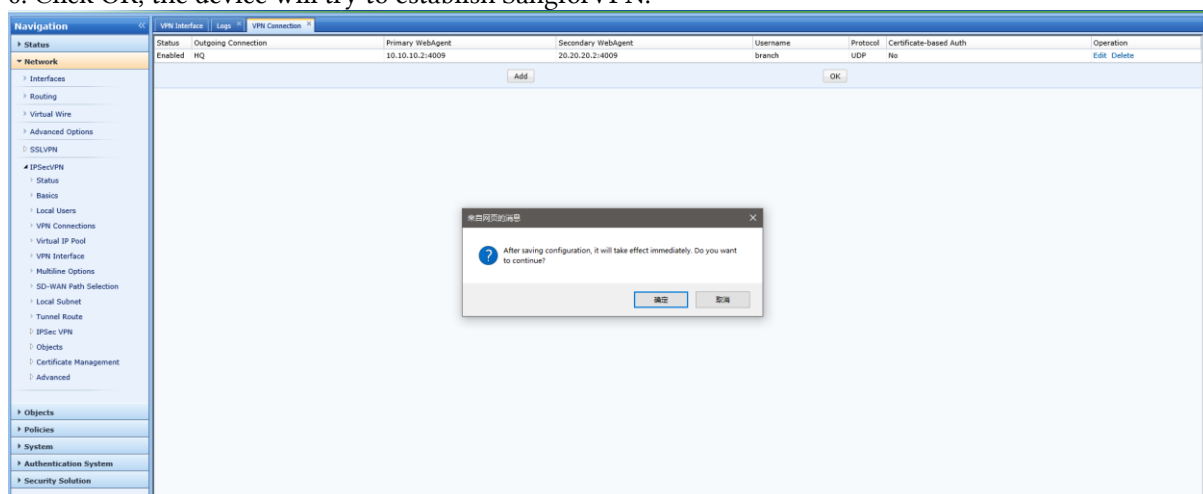 6. Click OK, the device will try to establish SangforVPN.
Navigation
VPN Interface Logs VPN Connection
Status
Network
Interfaces
Routing
Virtual Wire
Advanced Options
SSLVPN
IPSecVPN
Status
Basics
Local Users
VPN Connections
Virtual IP Pool
VPN Interface
Multiline Options
SD-WAN Path Selection
Local Subnet
Tunnel Route
IPSec VPN
Objects
Certificate Management
Advanced
Objects
Policies
System
Authentication System
Security Solution
Status Outgoing Connection Primary WebAgent Secondary WebAgent Username Protocol Certificate-based Auth Operation
Enabled HQ 10.10.10.2:4009 20.20.20.2:4009 branch UDP No Edit Delete
Add OK
来自网页的消息
After saving configuration, it will take effect immediately. Do you want
to continue?
确定 取消